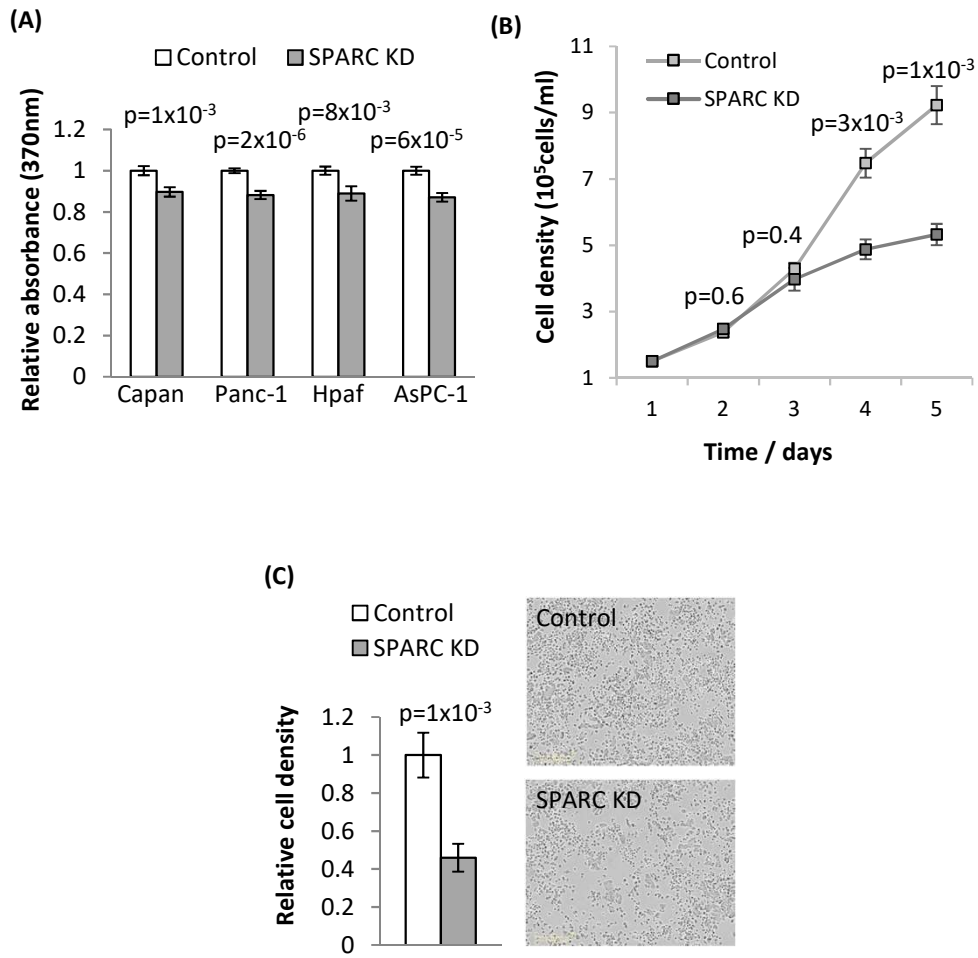 (A)
Control SPARC KD
p=1x10⁻³
p=2x10⁻⁶
p=8x10⁻³
p=6x10⁻⁵
Relative absorbance (370nm)
1.2
1
0.8
0.6
0.4
0.2
0
Capan Panc-1 Hpaf AsPC-1
(B)
Control
SPARC KD
p=0.6
p=0.4
p=3x10⁻³
p=1x10⁻³
Cell density (10⁵cells/ml)
11
9
7
5
3
1
1 2 3 4 5
Time / days
(C)
Control
SPARC KD
p=1x10⁻³
Relative cell density
1.2
1
0.8
0.6
0.4
0.2
0
Control
SPARC KD